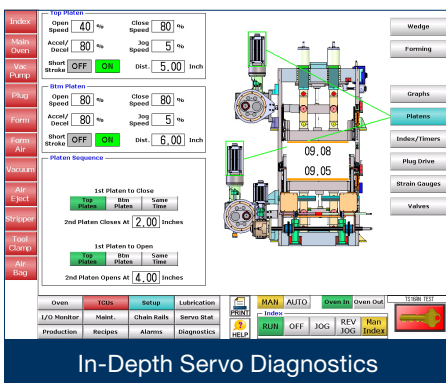 Index
Main
Oven
Vac
Pump
Plug
Form
Form
Air
Vacuum
Air
Eject
Stripper
Tool
Clamp
Air
Bag
Top Platen
Open
Speed 40 %
Close
Speed 80 %
Accel/
Decel 80 %
Jog
Speed 5 %
Short
Stroke OFF ON
Dist. 5.00 Inch
Btm Platen
Open
Speed 80 %
Close
Speed 80 %
Accel/
Decel 80 %
Jog
Speed 5 %
Short
Stroke OFF ON
Dist. 6.00 Inch
Platen Sequence
1st Platen to Close
Top
Platen
Btm
Platen
Same
Time
2nd Platen Closes At 2.00 Inches
1st Platen to Open
Top
Platen
Btm
Platen
Same
Time
2nd Platen Opens At 4.00 Inches
09.08
09.05
Wedge
Forming
Graphs
Platens
Index/Timers
Plug Drive
Strain Gauges
Valves
Oven TCUs Setup Lubrication
I/O Monitor Maint. Chain Rails Servo Stat
Production Recipes Alarms Diagnostics
PRINT
HELP
MAN AUTO
Oven In Oven Out
Index
RUN OFF JOG
REV
JOG
Man
Index
TS16RN TEST
In-Depth Servo Diagnostics